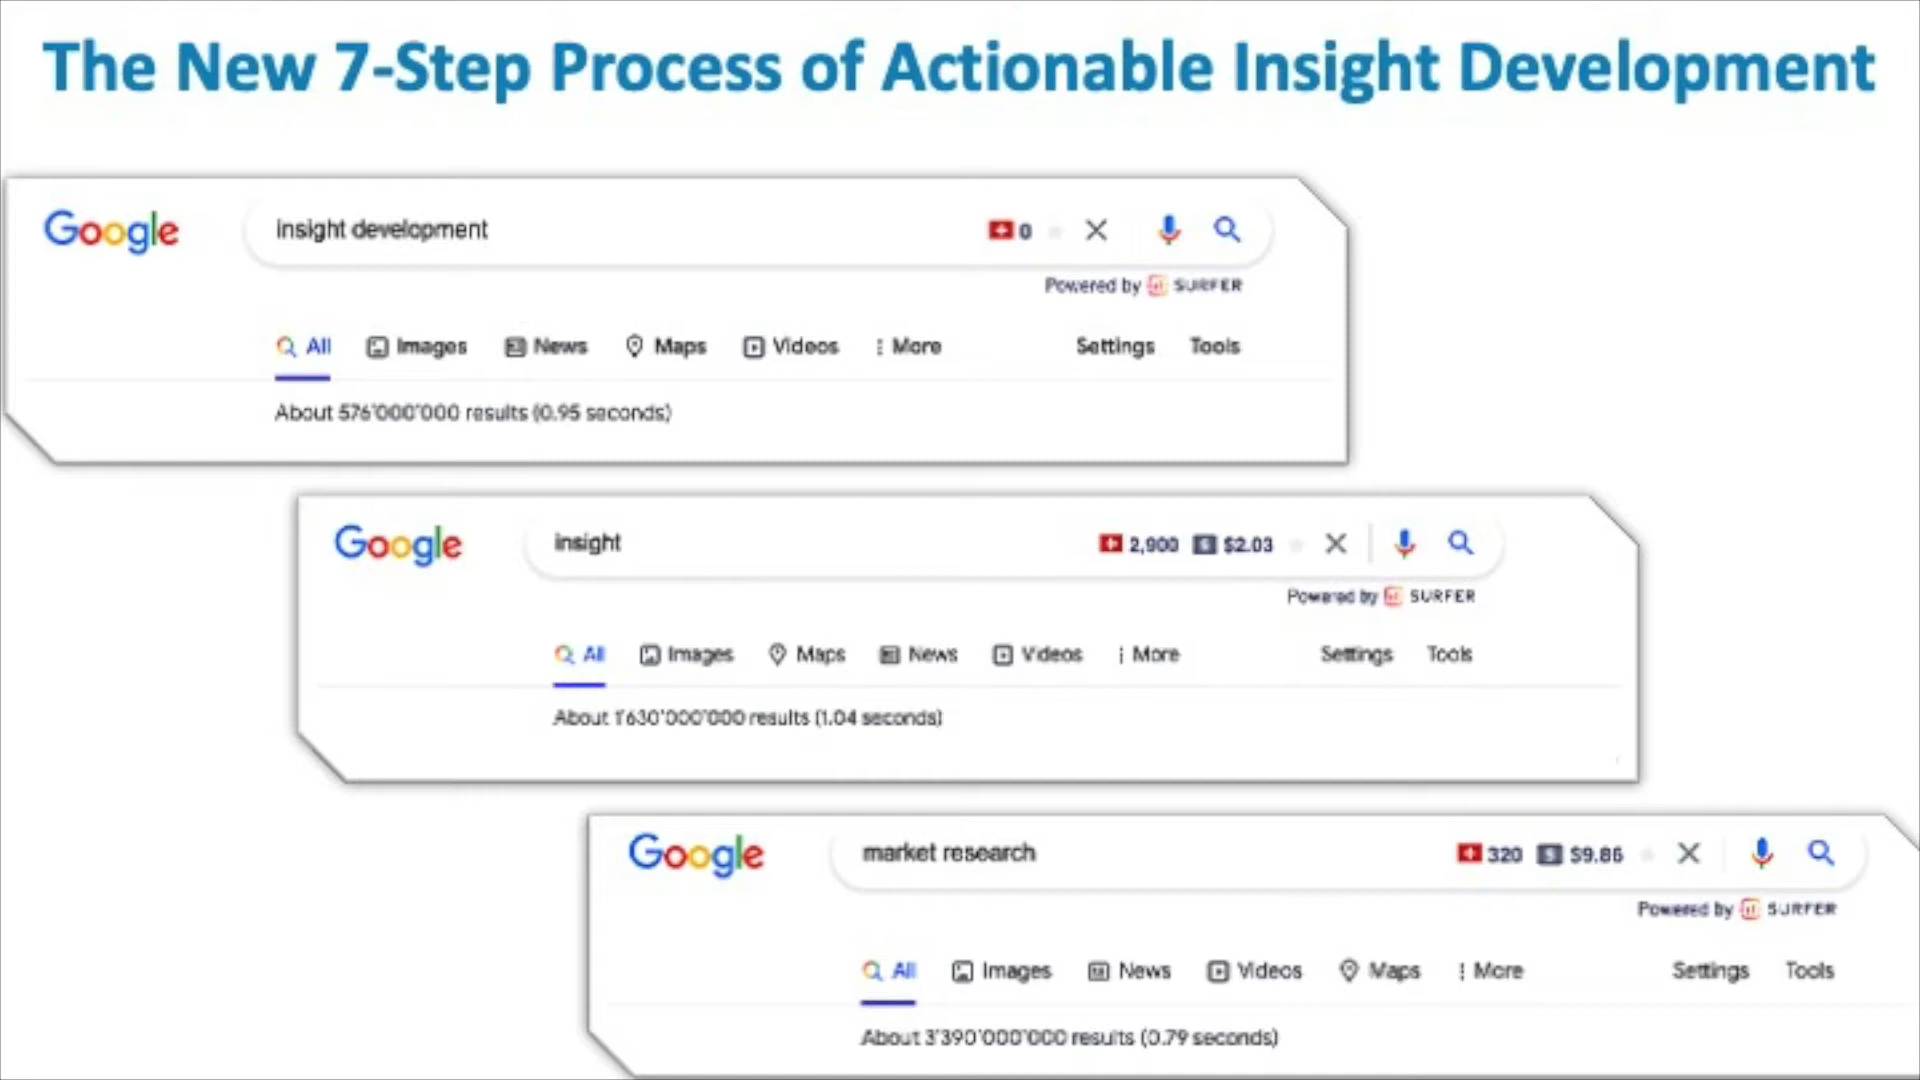 The New 7-Step Process of Actionable Insight Development
Google insight development 0
Powered by SURFER
All Images News Maps Videos More Settings Tools
About 576'000'000 results (0.95 seconds)
Google insight 2,900 $2.03
Powered by SURFER
All Images Maps News Videos More Settings Tools
About 1'630'000'000 results (1.04 seconds)
Google market research 320 $9.86
Powered by SURFER
All Images News Videos Maps More Settings Tools
About 3'390'000'000 results (0.79 seconds)